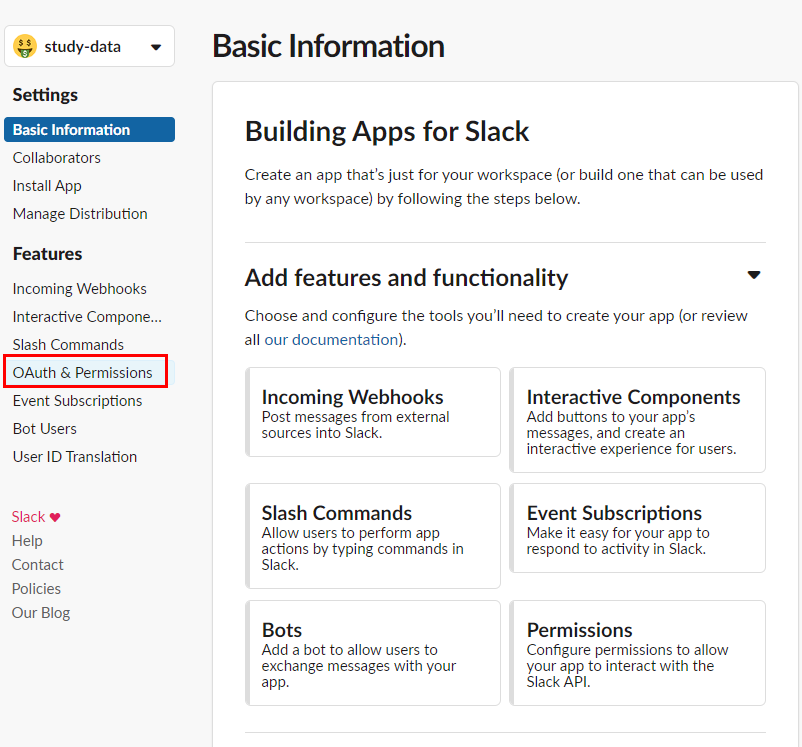 study-data
Settings
Basic Information
Collaborators
Install App
Manage Distribution
Features
Incoming Webhooks
Interactive Compone...
Slash Commands
OAuth & Permissions
Event Subscriptions
Bot Users
User ID Translation
Slack
Help
Contact
Policies
Our Blog
Basic Information
Building Apps for Slack
Create an app that's just for your workspace (or build one that can be used
by any workspace) by following the steps below.
Add features and functionality
Choose and configure the tools you'll need to create your app (or review
all our documentation).
Incoming Webhooks
Post messages from external
sources into Slack.
Interactive Components
Add buttons to your app's
messages, and create an
interactive experience for users.
Slash Commands
Allow users to perform app
actions by typing commands in
Slack.
Event Subscriptions
Make it easy for your app to
respond to activity in Slack.
Bots
Add a bot to allow users to
exchange messages with your
app.
Permissions
Configure permissions to allow
your app to interact with the
Slack API.